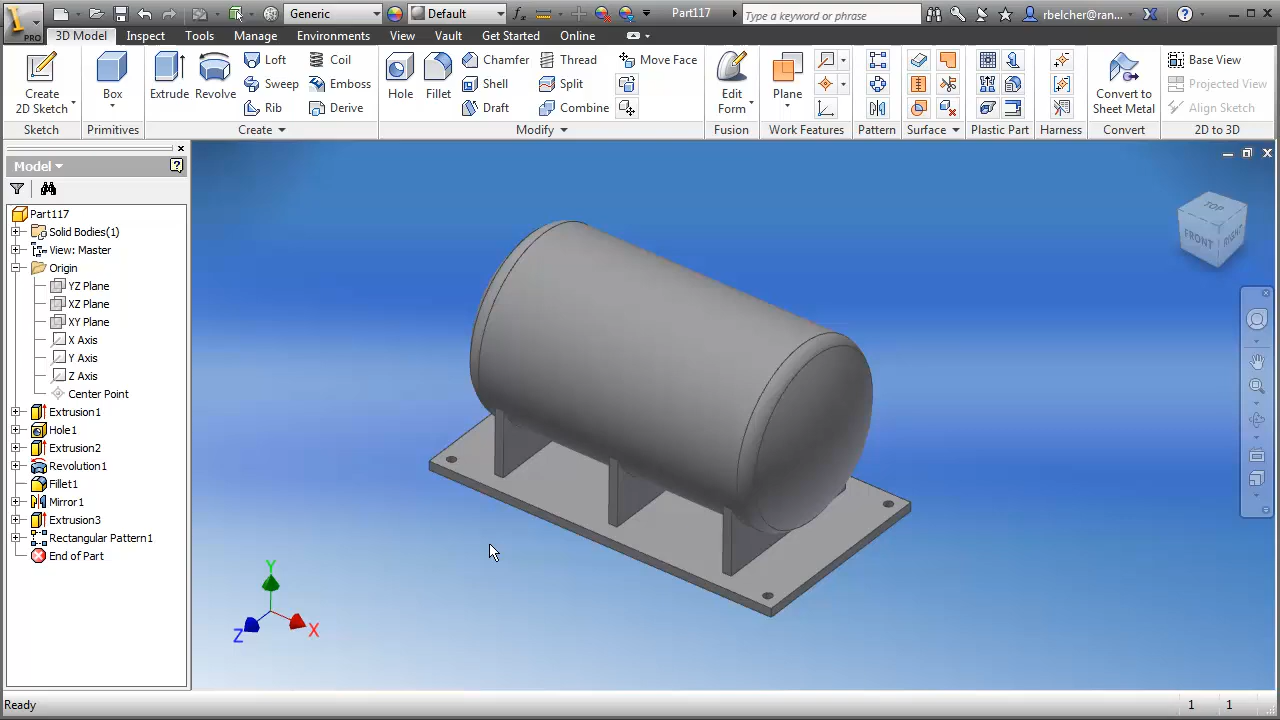 PRO
Generic
Default
Part117
Type a keyword or phrase
rbelcher@ran...
3D Model Inspect Tools Manage Environments View Vault Get Started Online
Create 2D Sketch
Box
Extrude
Revolve
Loft
Sweep
Rib
Coil
Emboss
Derive
Hole
Fillet
Chamfer
Shell
Draft
Thread
Split
Combine
Move Face
Edit Form
Plane
Convert to Sheet Metal
Base View
Projected View
Align Sketch
Sketch Primitives Create Modify Fusion Work Features Pattern Surface Plastic Part Harness Convert 2D to 3D
Model
Part117
Solid Bodies(1)
View: Master
Origin
YZ Plane
XZ Plane
XY Plane
X Axis
Y Axis
Z Axis
Center Point
Extrusion1
Hole1
Extrusion2
Revolution1
Fillet1
Mirror1
Extrusion3
Rectangular Pattern1
End of Part
TOP
FRONT
RIGHT
Y
Z
X
Ready
1 1